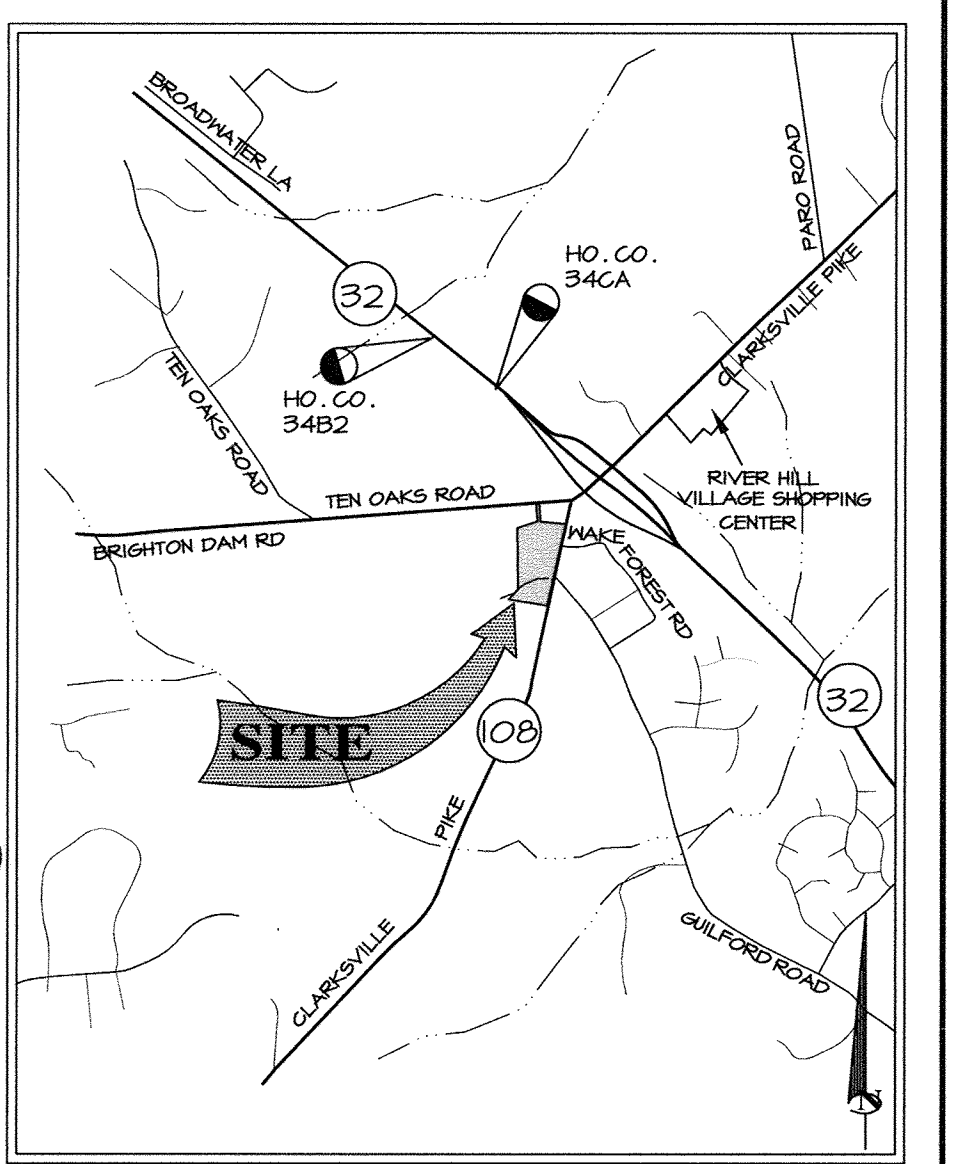 BROADWATER LA
PARO ROAD
HO.CO.
34CA
32
CLARKSVILLE PIKE
HO.CO.
34B2
TEN OAKS ROAD
RIVER HILL
VILLAGE SHOPPING
CENTER
TEN OAKS ROAD
BRIGHTON DAM RD
WAKE FOREST RD
32
SITE
108
PIKE
CLARKSVILLE
GUILFORD ROAD
N